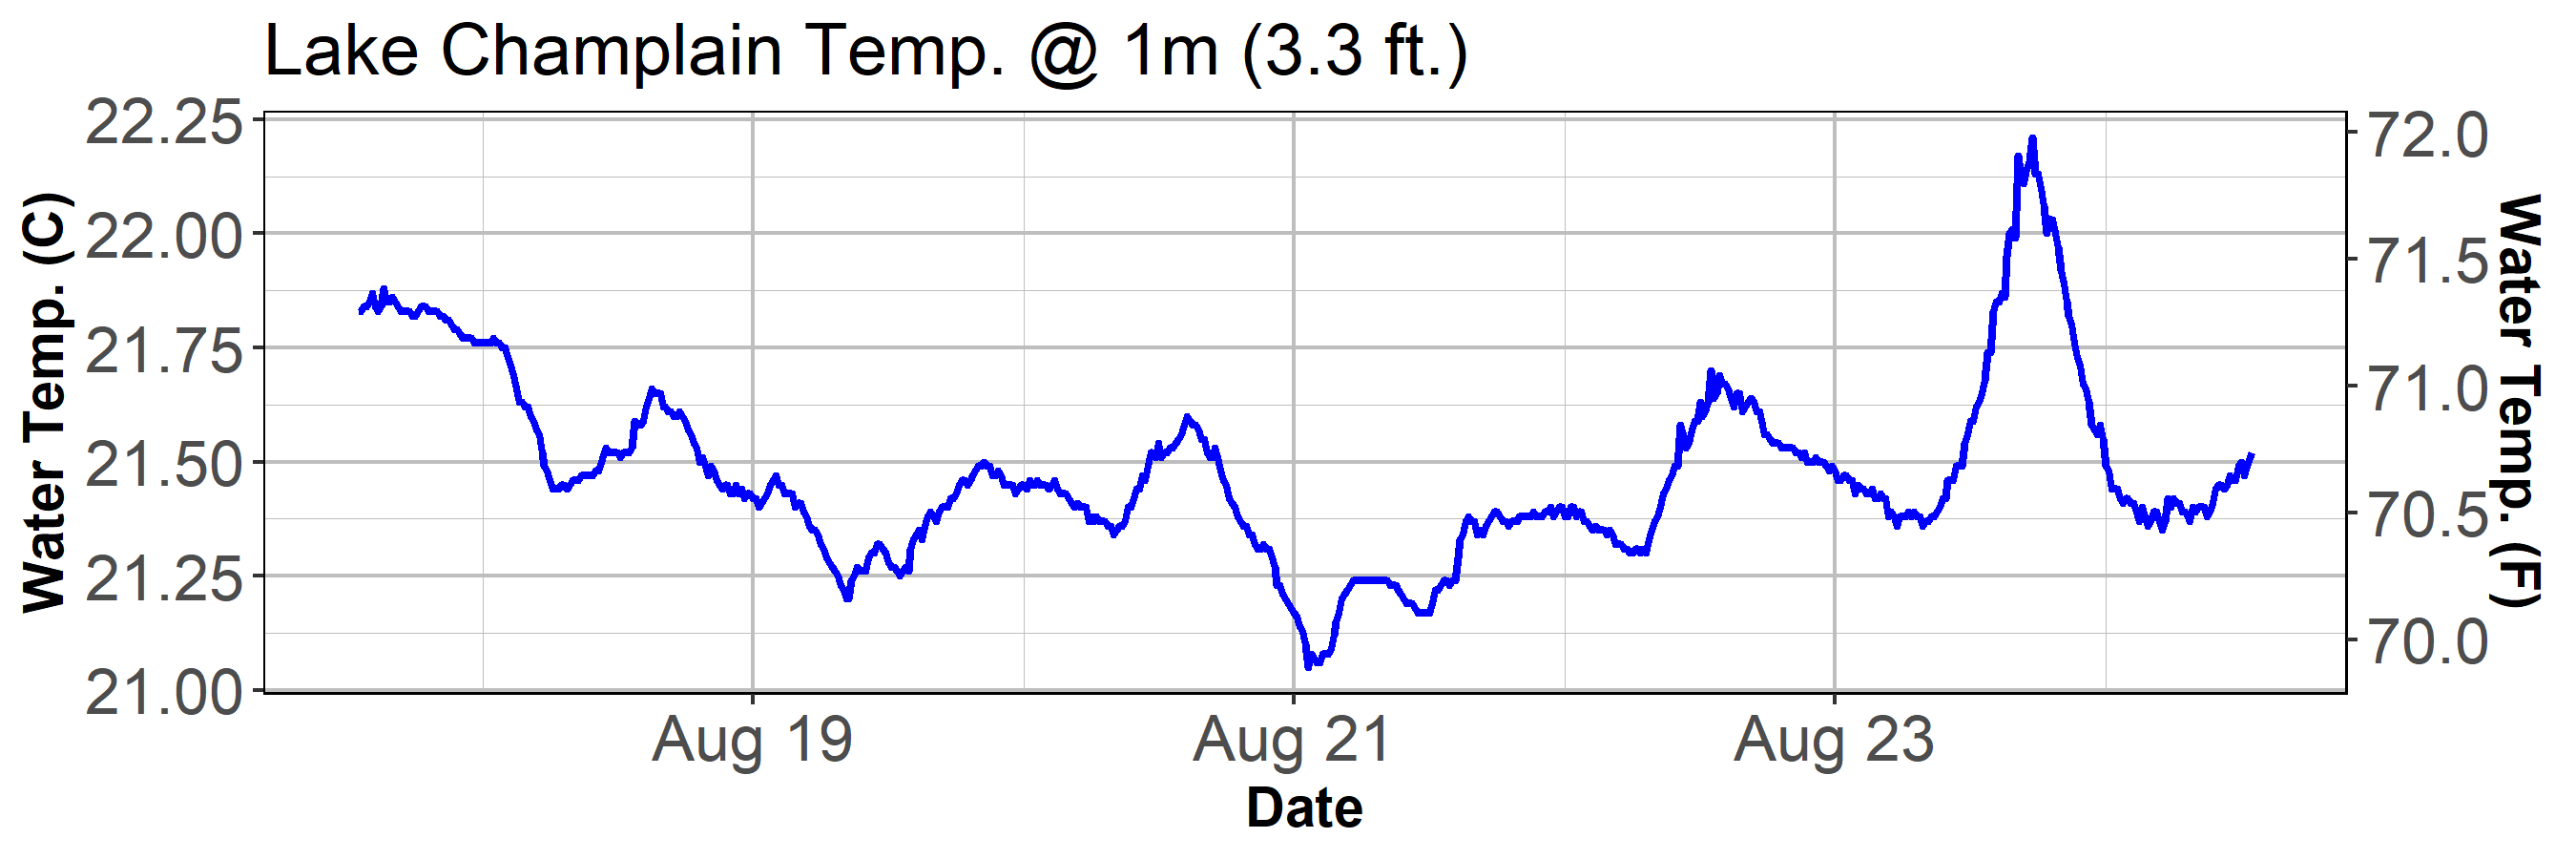 Lake Champlain Temp. @ 1m (3.3 ft.)
Water Temp. (C)
22.25
22.00
21.75
21.50
21.25
21.00
72.0
71.5
71.0
70.5
70.0
Water Temp. (F)
Aug 19 Aug 21 Aug 23
Date